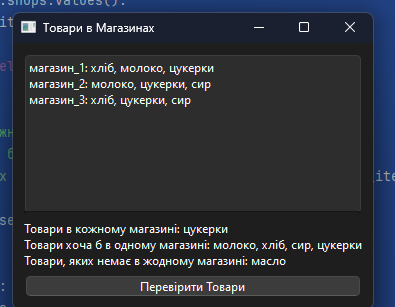 .shops.values():
Товари в Магазинах
магазин_1: хліб, молоко, цукерки
магазин_2: молоко, цукерки, сир
магазин_3: хліб, цукерки, сир
Товари в кожному магазині: цукерки
Товари хоча б в одному магазині: молоко, хліб, сир, цукерки
Товари, яких немає в жодному магазині: масло
Перевірити Товари